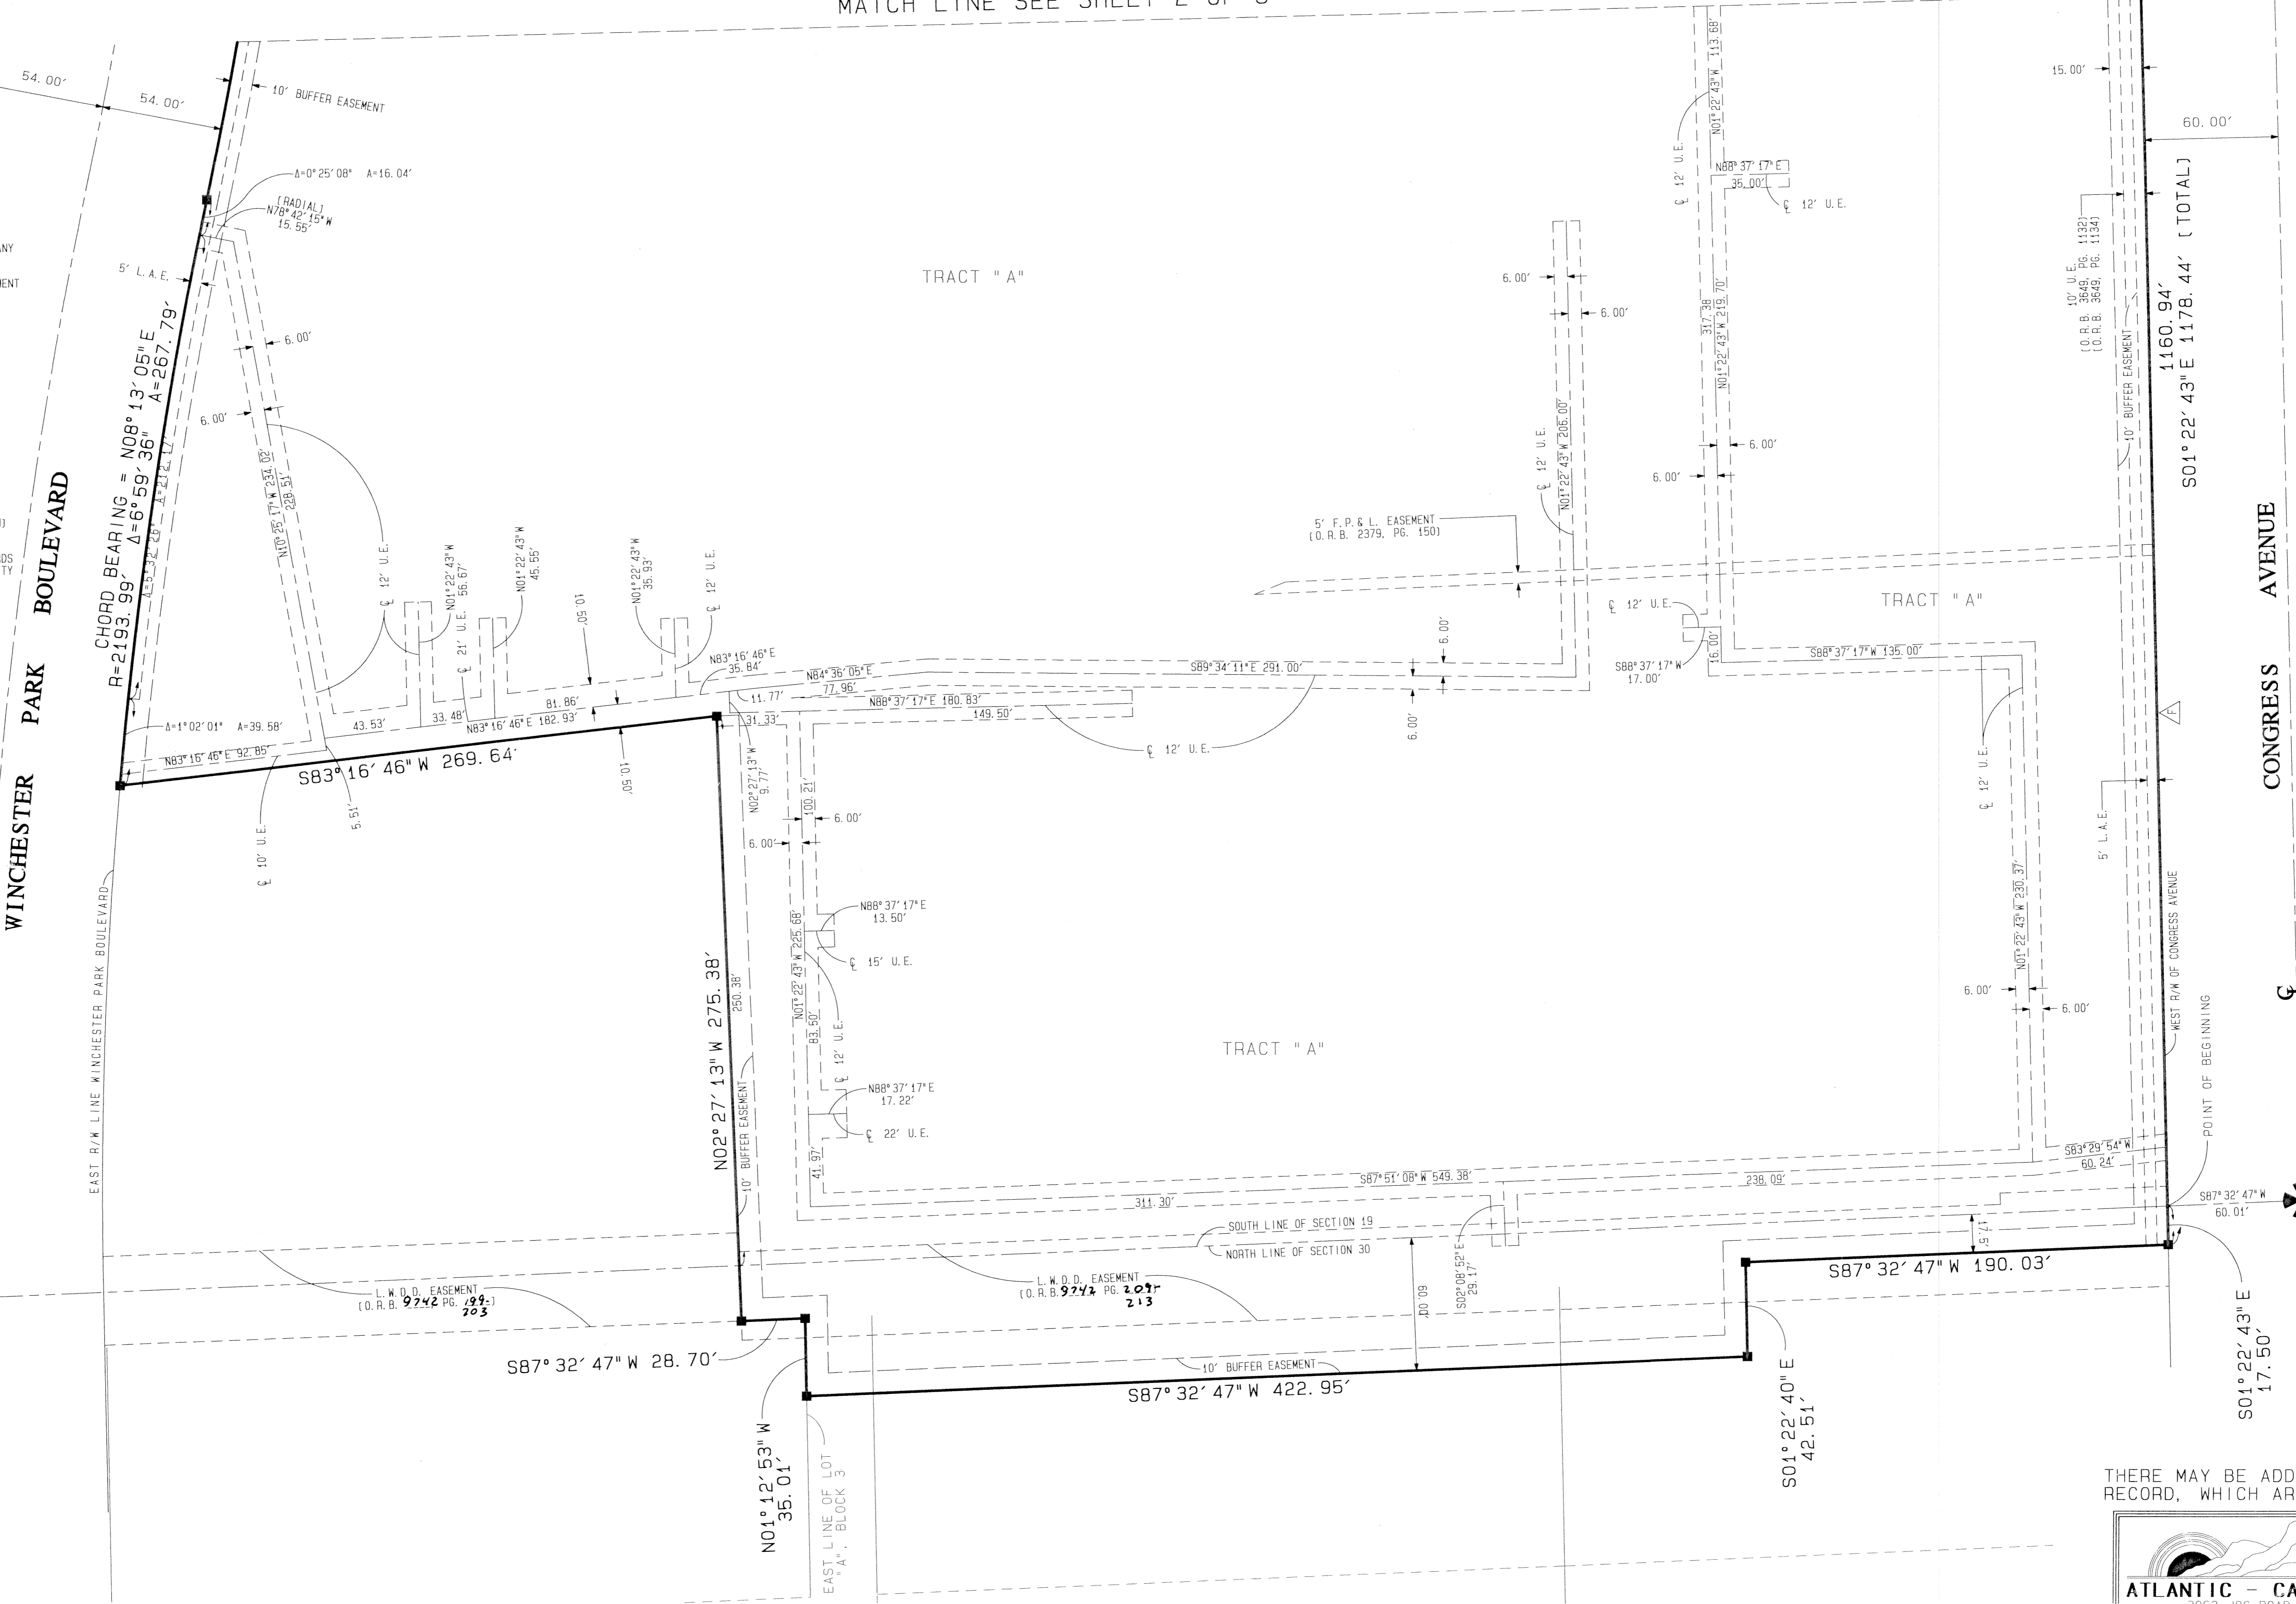 54.00′
54.00′
10′ BUFFER EASEMENT
Δ=0°25′08" A=16.04′
[RADIAL]
N78°42′15"W
15.55′
5′ L.A.E.
6.00′
6.00′
CHORD BEARING = N08°13′05"E
R=2193.99′ Δ=6°59′36" A=267.79′
Δ=5°32′26" A=212.17′
N10°25′17"W 234.02′
228.51′
WINCHESTER PARK BOULEVARD
℄ 12′ U.E.
N01°22′43"W
56.67′
℄ 21′ U.E.
N01°22′43"W
45.55′
10.50′
N01°22′43"W
35.93′
℄ 12′ U.E.
N83°16′46"E
35.84′
Δ=1°02′01" A=39.58′
N83°16′46"E 92.85′
43.53′
33.48′
81.86′
N83°16′46"E 182.93′
S83°16′46"W 269.64′
10.50′
5.51′
℄ 10′ U.E.
EAST R/W LINE WINCHESTER PARK BOULEVARD
TRACT "A"
N84°36′05"E
77.96′
11.77′
S89°34′11"E 291.00′
N88°37′17"E 180.83′
149.50′
31.33′
℄ 12′ U.E.
6.00′
6.00′
N02°27′13"W
9.77′
100.21′
6.00′
6.00′
N88°37′17"E
13.50′
℄ 15′ U.E.
N01°22′43"W 225.68′
83.50′
℄ 12′ U.E.
N88°37′17"E
17.22′
℄ 22′ U.E.
41.97′
N02°27′13"W 275.38′
250.38′
10′ BUFFER EASEMENT
6.00′
6.00′
℄ 12′ U.E.
N01°22′43"W 206.00′
5′ F.P.& L. EASEMENT
[O.R.B. 2379, PG. 150]
N01°22′43"W 113.68′
℄ 12′ U.E.
N88°37′17"E
35.00′
℄ 12′ U.E.
317.38
N01°22′43"W 219.70′
6.00′
6.00′
℄ 12′ U.E.
S88°37′17"W
17.00′
16.00′
S88°37′17"W 135.00′
TRACT "A"
℄ 12′ U.E.
N01°22′43"W 230.37′
6.00′
6.00′
15.00′
60.00′
10′ U.E.
[O.R.B. 3649, PG. 1132]
[O.R.B. 3649, PG. 1134]
10′ BUFFER EASEMENT
1160.94′
S01°22′43"E 1178.44′ [TOTAL]
℄ CONGRESS AVENUE
F
5′ L.A.E.
WEST R/W OF CONGRESS AVENUE
POINT OF BEGINNING
TRACT "A"
S87°51′08"W 549.38′
311.30′
238.09′
S83°29′54"W
60.24′
S87°32′47"W
60.01′
SOUTH LINE OF SECTION 19
NORTH LINE OF SECTION 30
L.W.D.D. EASEMENT
[O.R.B. 9742 PG. 199-]
203
L.W.D.D. EASEMENT
[O.R.B. 9742 PG. 209-
213
60.00′
S02°08′52"E
29.17′
S87°32′47"W 28.70′
10′ BUFFER EASEMENT
S87°32′47"W 422.95′
S87°32′47"W 190.03′
N01°12′53"W
35.01′
EAST LINE OF LOT
"A", BLOCK 3
S01°22′40"E
42.51′
S01°22′43"E
17.50′
THERE MAY BE ADD
RECORD, WHICH AR
ATLANTIC - CA